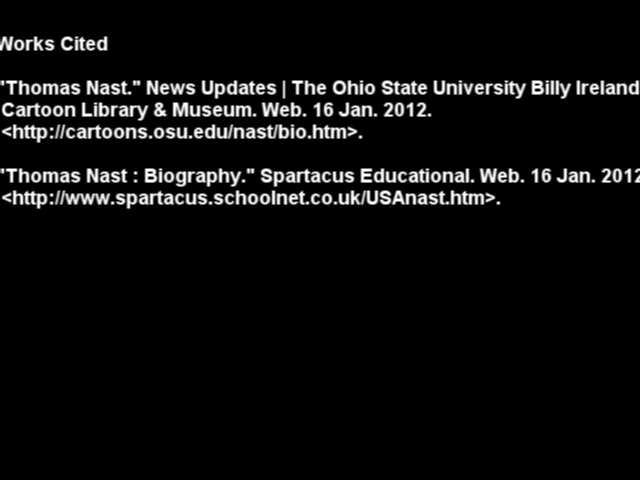 Works Cited
"Thomas Nast." News Updates | The Ohio State University Billy Ireland
Cartoon Library & Museum. Web. 16 Jan. 2012.
<http://cartoons.osu.edu/nast/bio.htm>.
"Thomas Nast : Biography." Spartacus Educational. Web. 16 Jan. 2012
<http://www.spartacus.schoolnet.co.uk/USAnast.htm>.